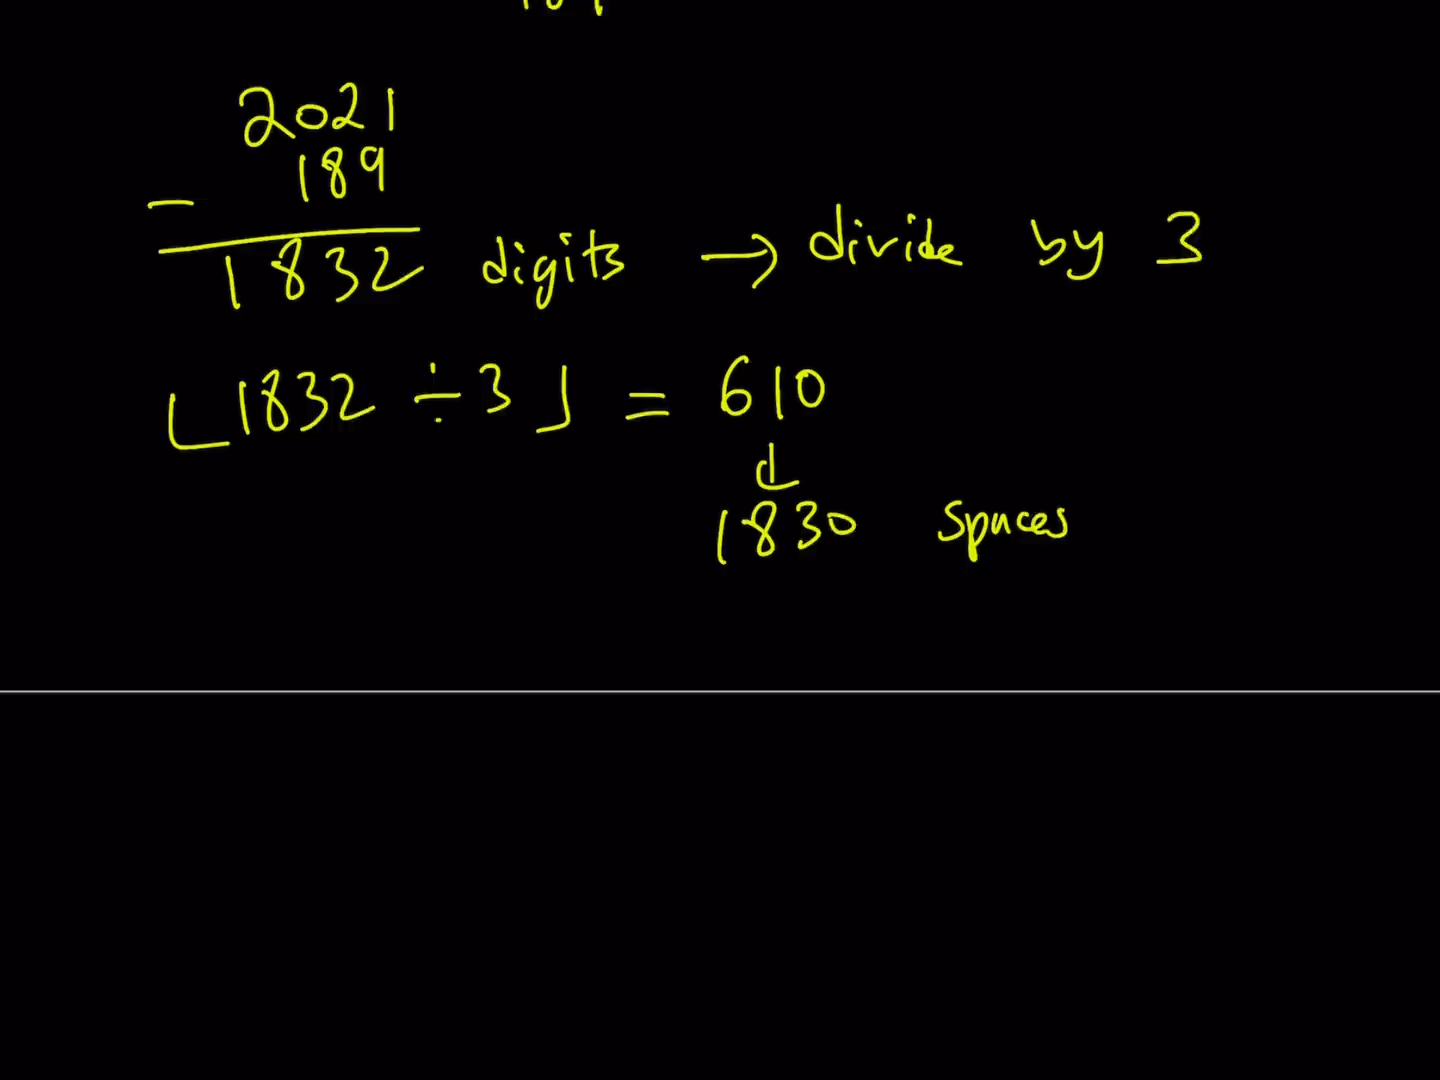 2021
- 189
1832 digits → divide by 3
⌊1832 ÷ 3⌋ = 610
↓
1830 spaces